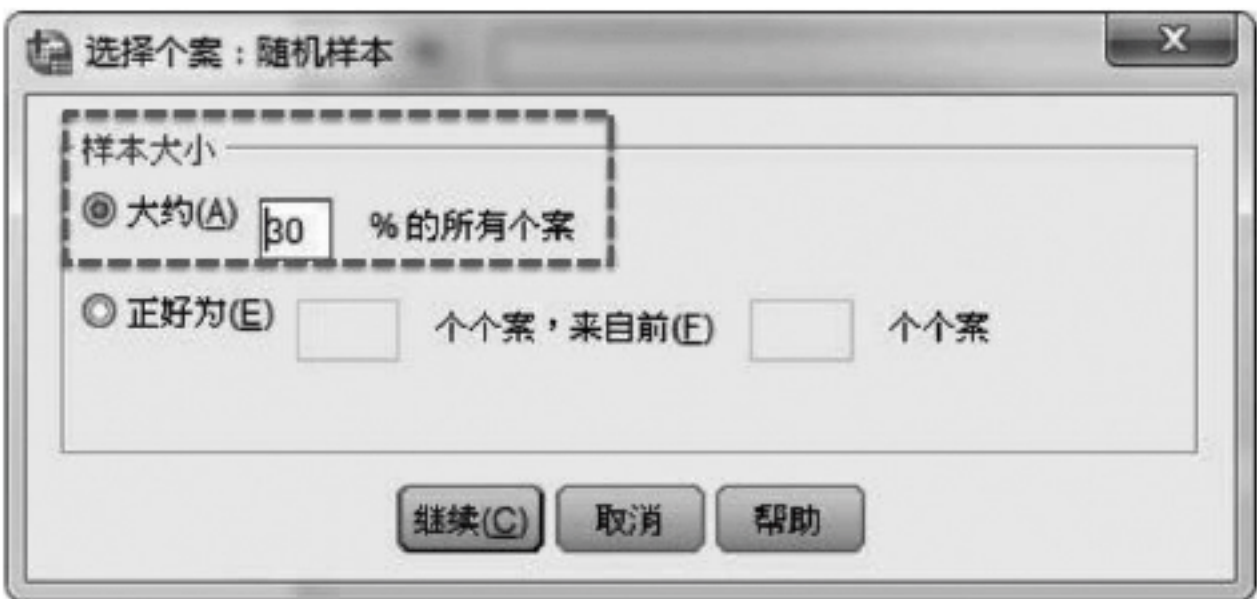 选择个案：随机样本
样本大小
大约(A) 30 %的所有个案
正好为(E) 个个案，来自前(F) 个个案
继续(C) 取消 帮助